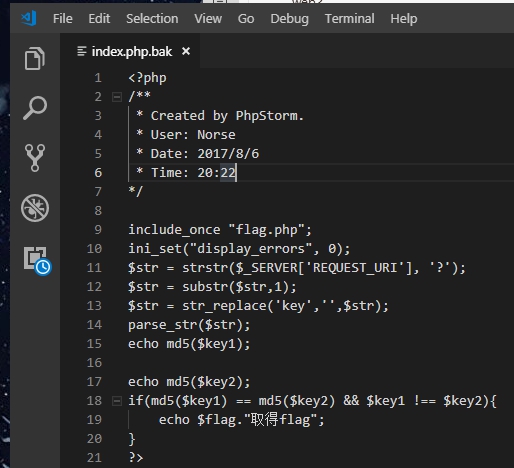 File Edit Selection View Go Debug Terminal Help
index.php.bak ×
1 <?php
2 /**
3  * Created by PhpStorm.
4  * User: Norse
5  * Date: 2017/8/6
6  * Time: 20:22
7 */
8
9 include_once "flag.php";
10 ini_set("display_errors", 0);
11 $str = strstr($_SERVER['REQUEST_URI'], '?');
12 $str = substr($str,1);
13 $str = str_replace('key','',$str);
14 parse_str($str);
15 echo md5($key1);
16
17 echo md5($key2);
18 if(md5($key1) == md5($key2) && $key1 !== $key2){
19     echo $flag."取得flag";
20 }
21 ?>